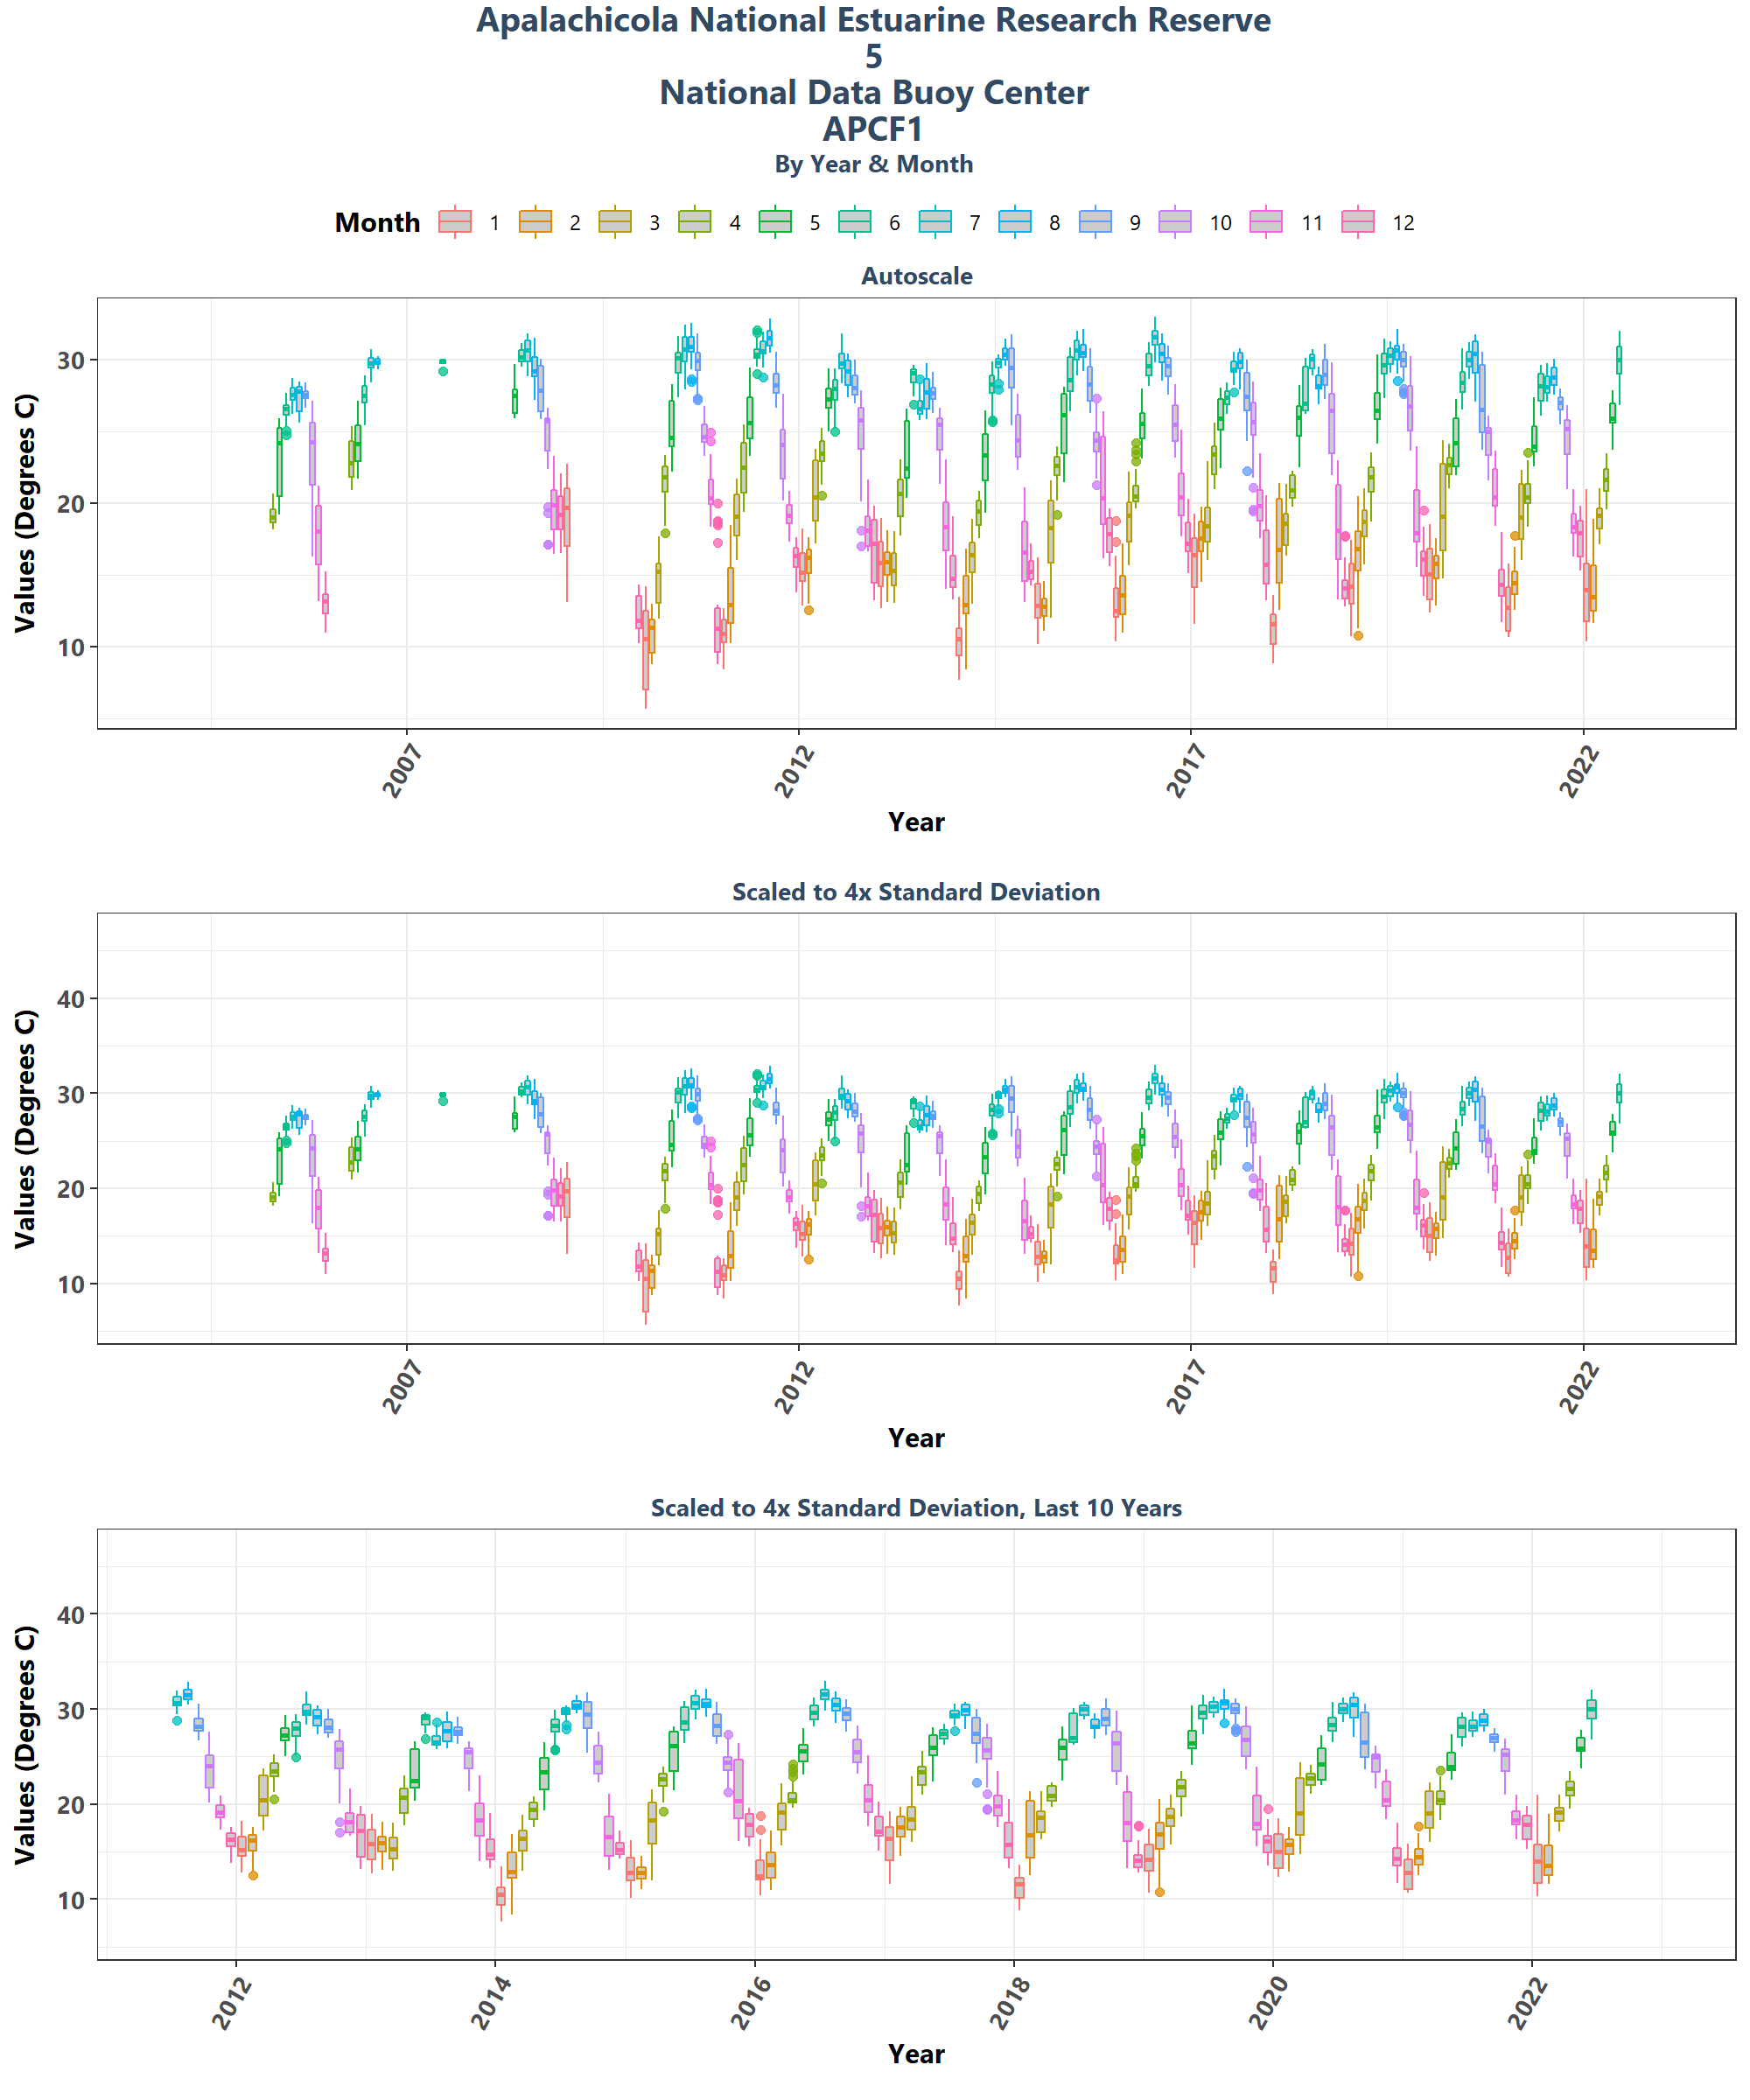 Apalachicola National Estuarine Research Reserve
5
National Data Buoy Center
APCF1
By Year & Month
Month 1 2 3 4 5 6 7 8 9 10 11 12
Autoscale
Values (Degrees C)
30
20
10
2007 2012 2017 2022
Year
Scaled to 4x Standard Deviation
Values (Degrees C)
40
30
20
10
2007 2012 2017 2022
Year
Scaled to 4x Standard Deviation, Last 10 Years
Values (Degrees C)
40
30
20
10
2012 2014 2016 2018 2020 2022
Year